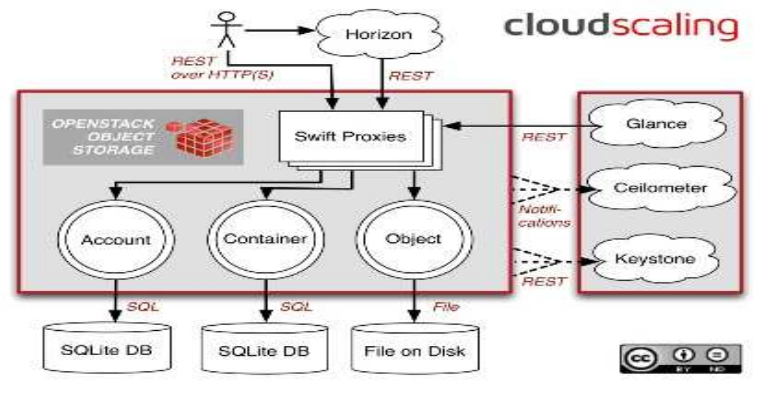 cloudscaling
Horizon
REST
over HTTP(S)
REST
OPENSTACK
OBJECT
STORAGE
Swift Proxies
Glance
REST
Ceilometer
Notifi-
cations
Account
Container
Object
Keystone
REST
SQL
SQL
File
SQLite DB
SQLite DB
File on Disk
cc
BY ND